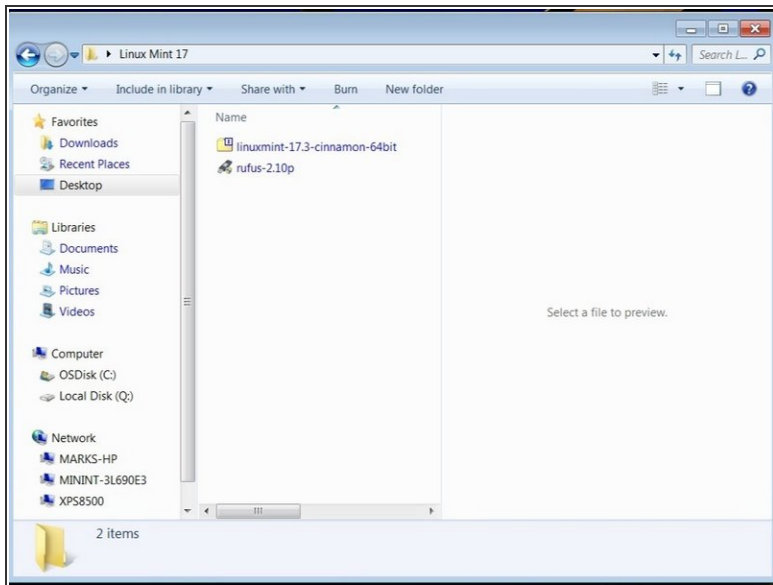 Linux Mint 17
Search L...
Organize
Include in library
Share with
Burn
New folder
Favorites
Downloads
Recent Places
Desktop
Libraries
Documents
Music
Pictures
Videos
Computer
OSDisk (C:)
Local Disk (Q:)
Network
MARKS-HP
MININT-3L690E3
XPS8500
Name
linuxmint-17.3-cinnamon-64bit
rufus-2.10p
Select a file to preview.
2 items